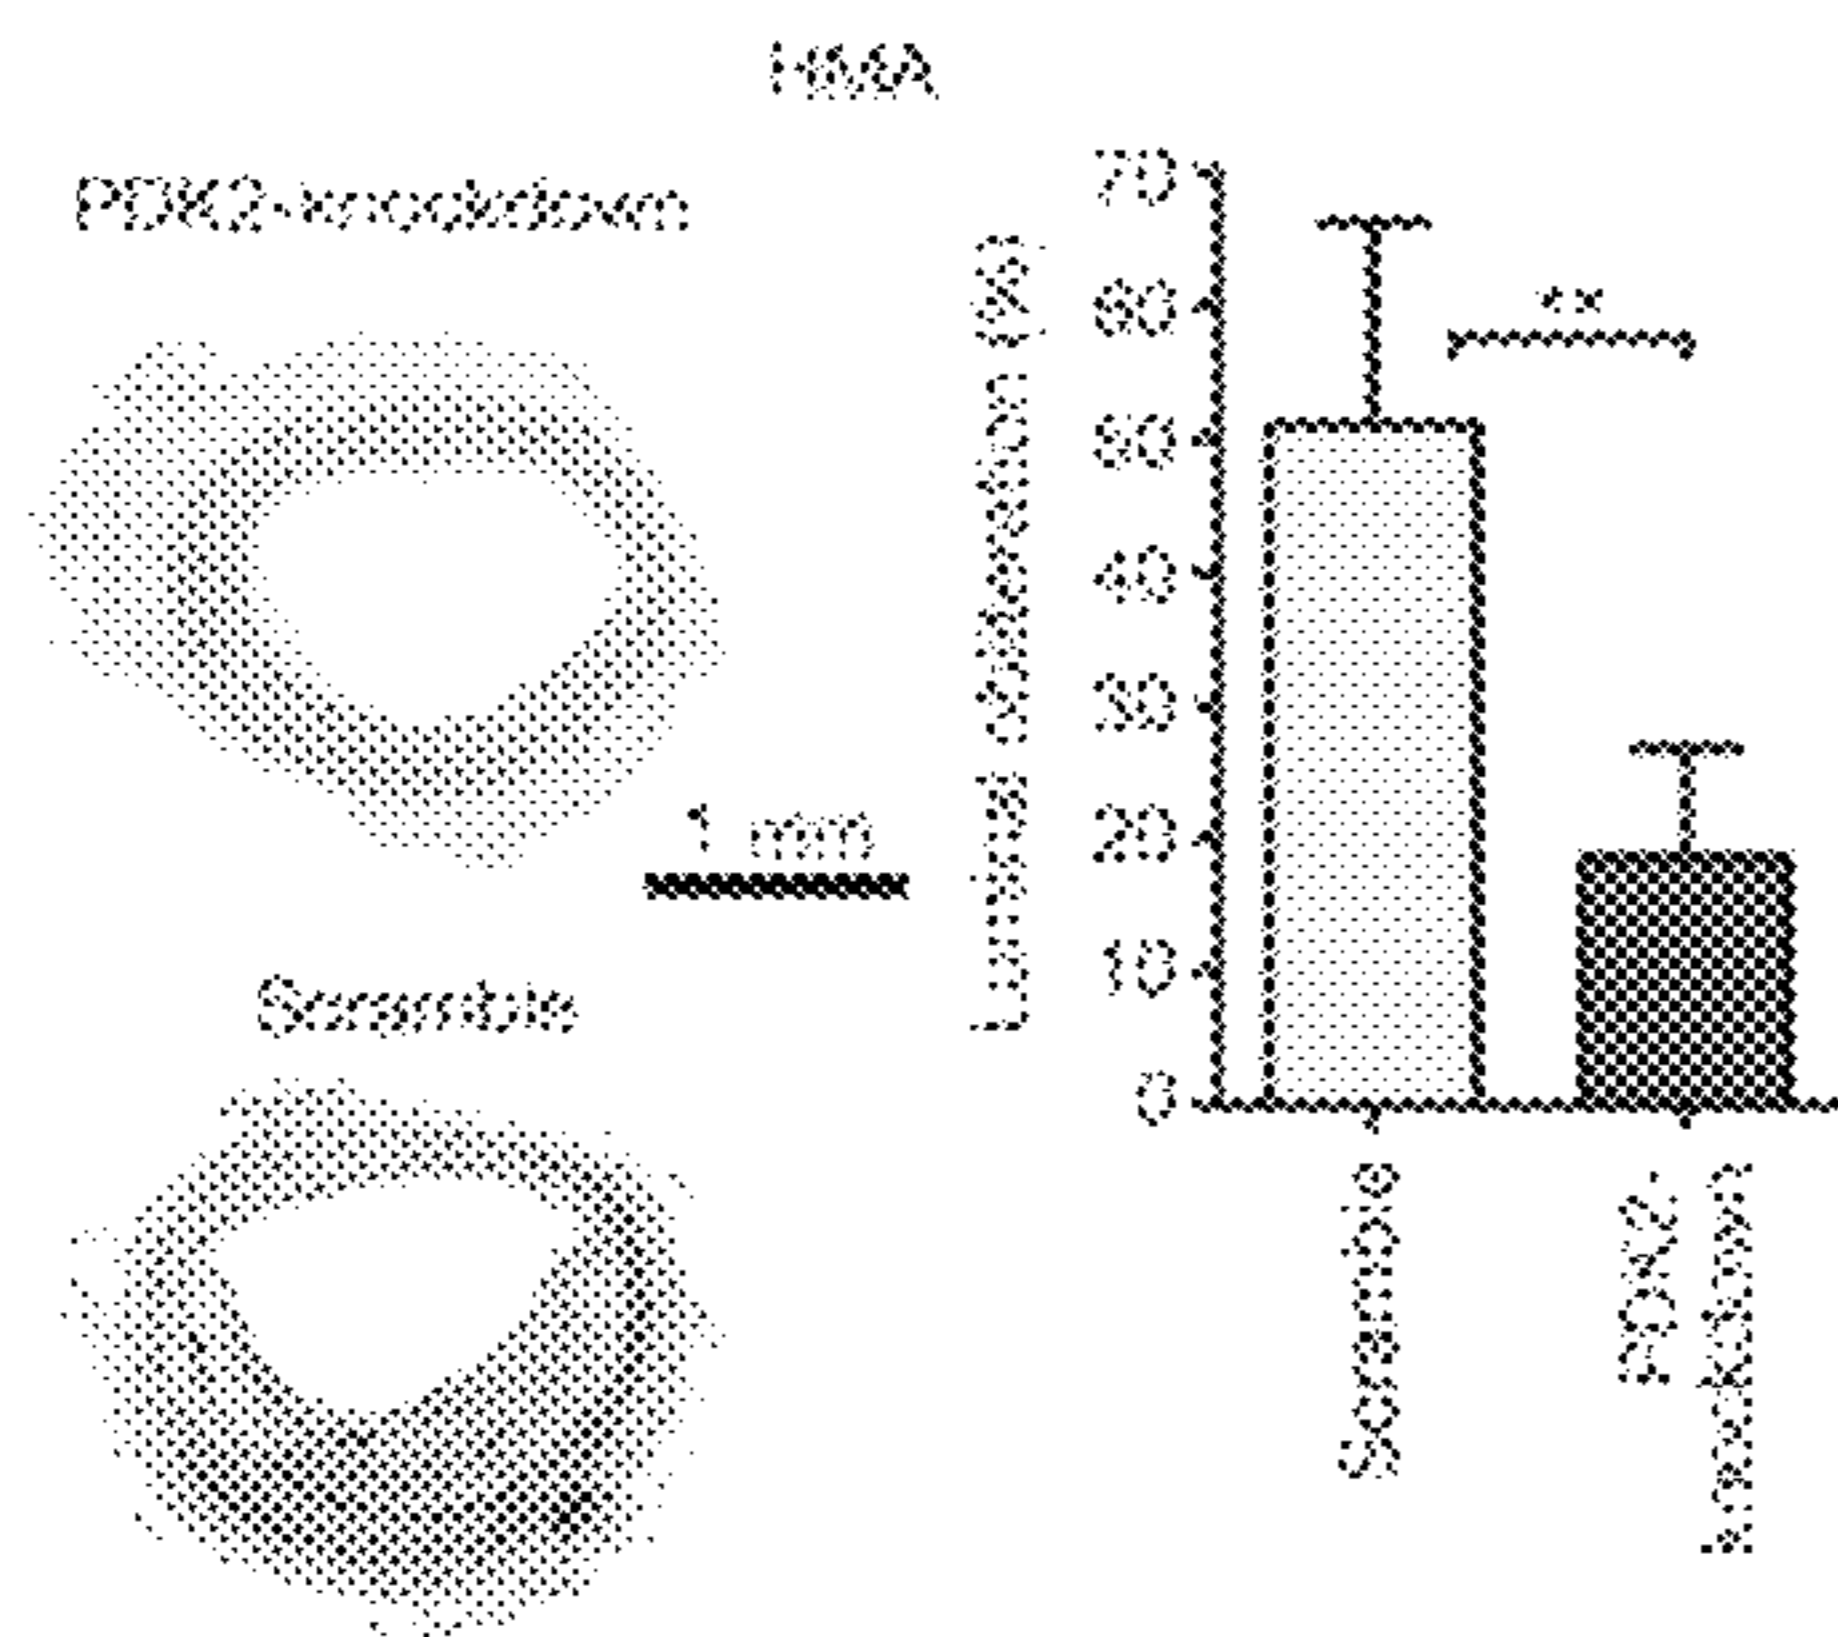 HMA
PDK2-knockdown
1 mm
Scramble
Luminal obliteration (%)
70
60
50
40
30
20
10
0
**
Scramble
PDK2-
knockdown